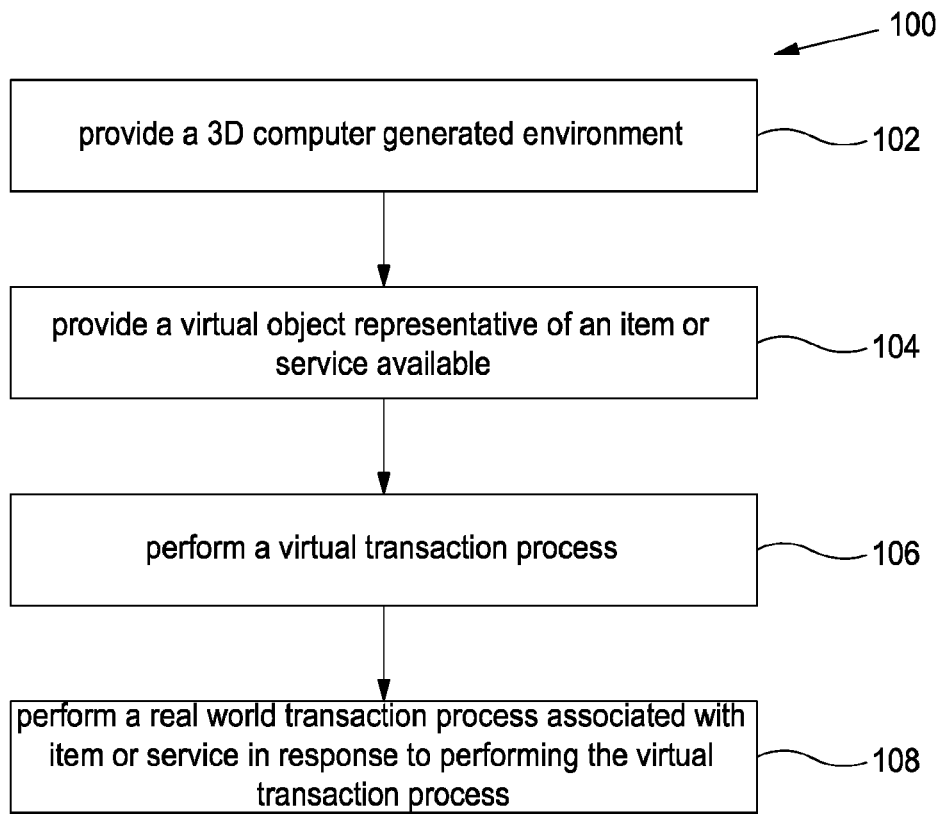 100
provide a 3D computer generated environment
102
provide a virtual object representative of an item or
service available
104
perform a virtual transaction process
106
perform a real world transaction process associated with
item or service in response to performing the virtual
transaction process
108